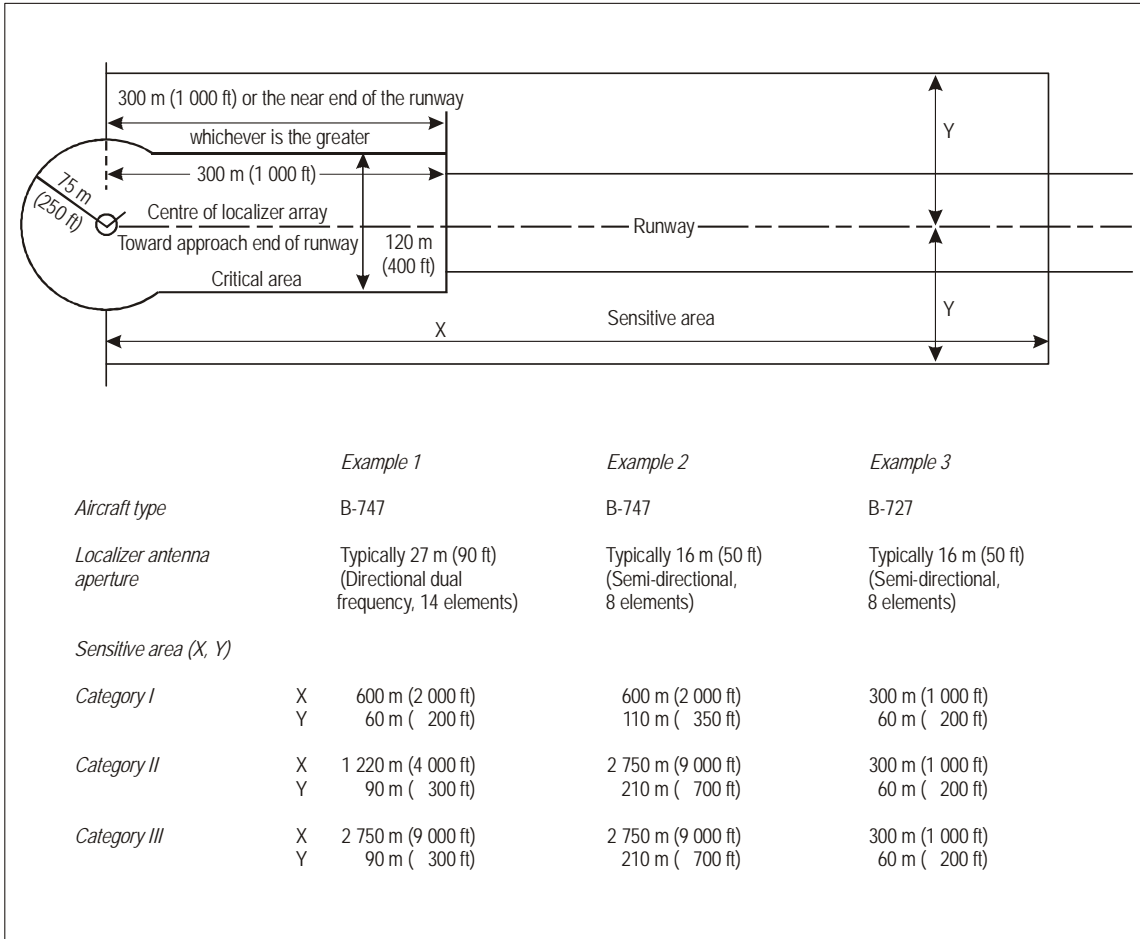 300 m (1 000 ft) or the near end of the runway
whichever is the greater
Y
300 m (1 000 ft)
75 m
(250 ft)
Centre of localizer array
Runway
Toward approach end of runway
120 m
(400 ft)
Critical area
Y
Sensitive area
X
Example 1 Example 2 Example 3
Aircraft type B-747 B-747 B-727
Localizer antenna Typically 27 m (90 ft) Typically 16 m (50 ft) Typically 16 m (50 ft)
aperture (Directional dual (Semi-directional, (Semi-directional,
frequency, 14 elements) 8 elements) 8 elements)
Sensitive area (X, Y)
Category I X 600 m (2 000 ft) 600 m (2 000 ft) 300 m (1 000 ft)
Y 60 m ( 200 ft) 110 m ( 350 ft) 60 m ( 200 ft)
Category II X 1 220 m (4 000 ft) 2 750 m (9 000 ft) 300 m (1 000 ft)
Y 90 m ( 300 ft) 210 m ( 700 ft) 60 m ( 200 ft)
Category III X 2 750 m (9 000 ft) 2 750 m (9 000 ft) 300 m (1 000 ft)
Y 90 m ( 300 ft) 210 m ( 700 ft) 60 m ( 200 ft)